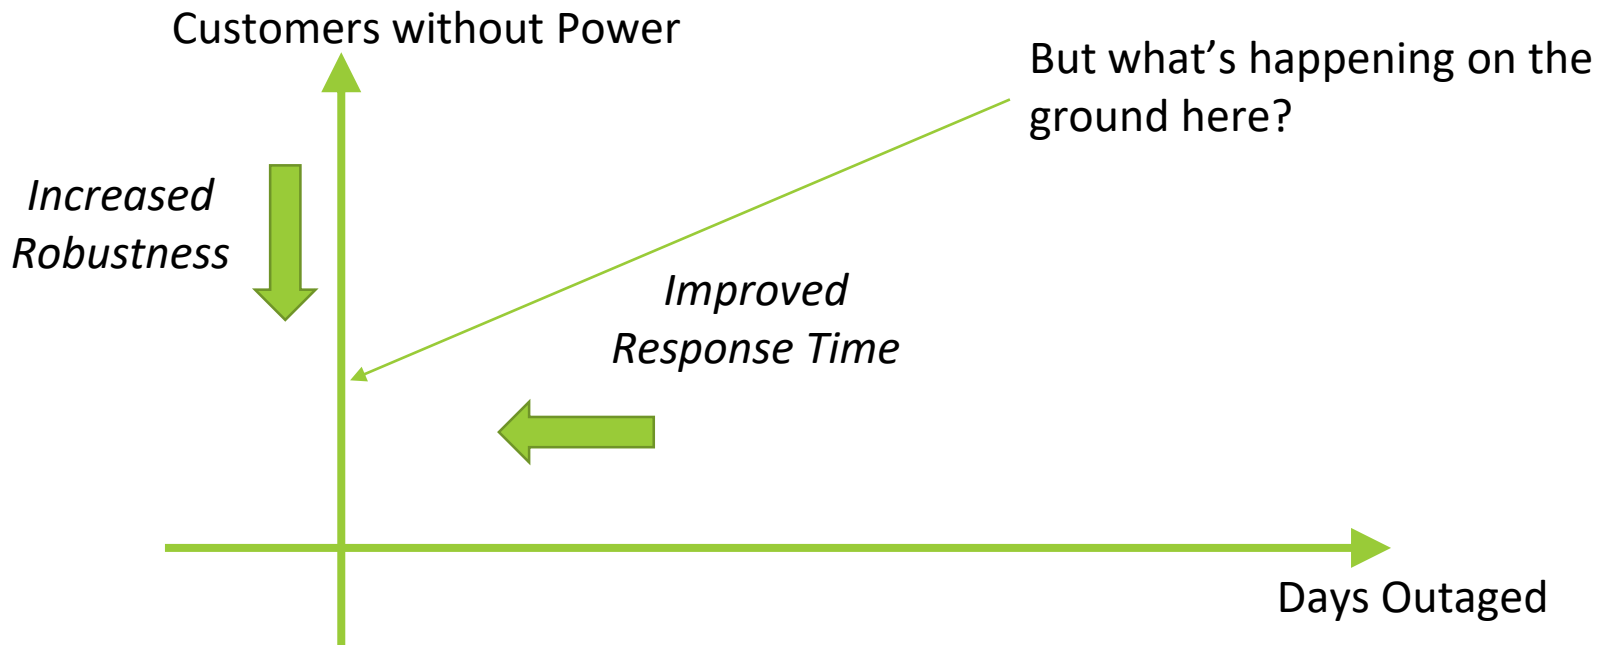 Customers without Power
But what’s happening on the
ground here?
Increased
Robustness
Improved
Response Time
Days Outaged